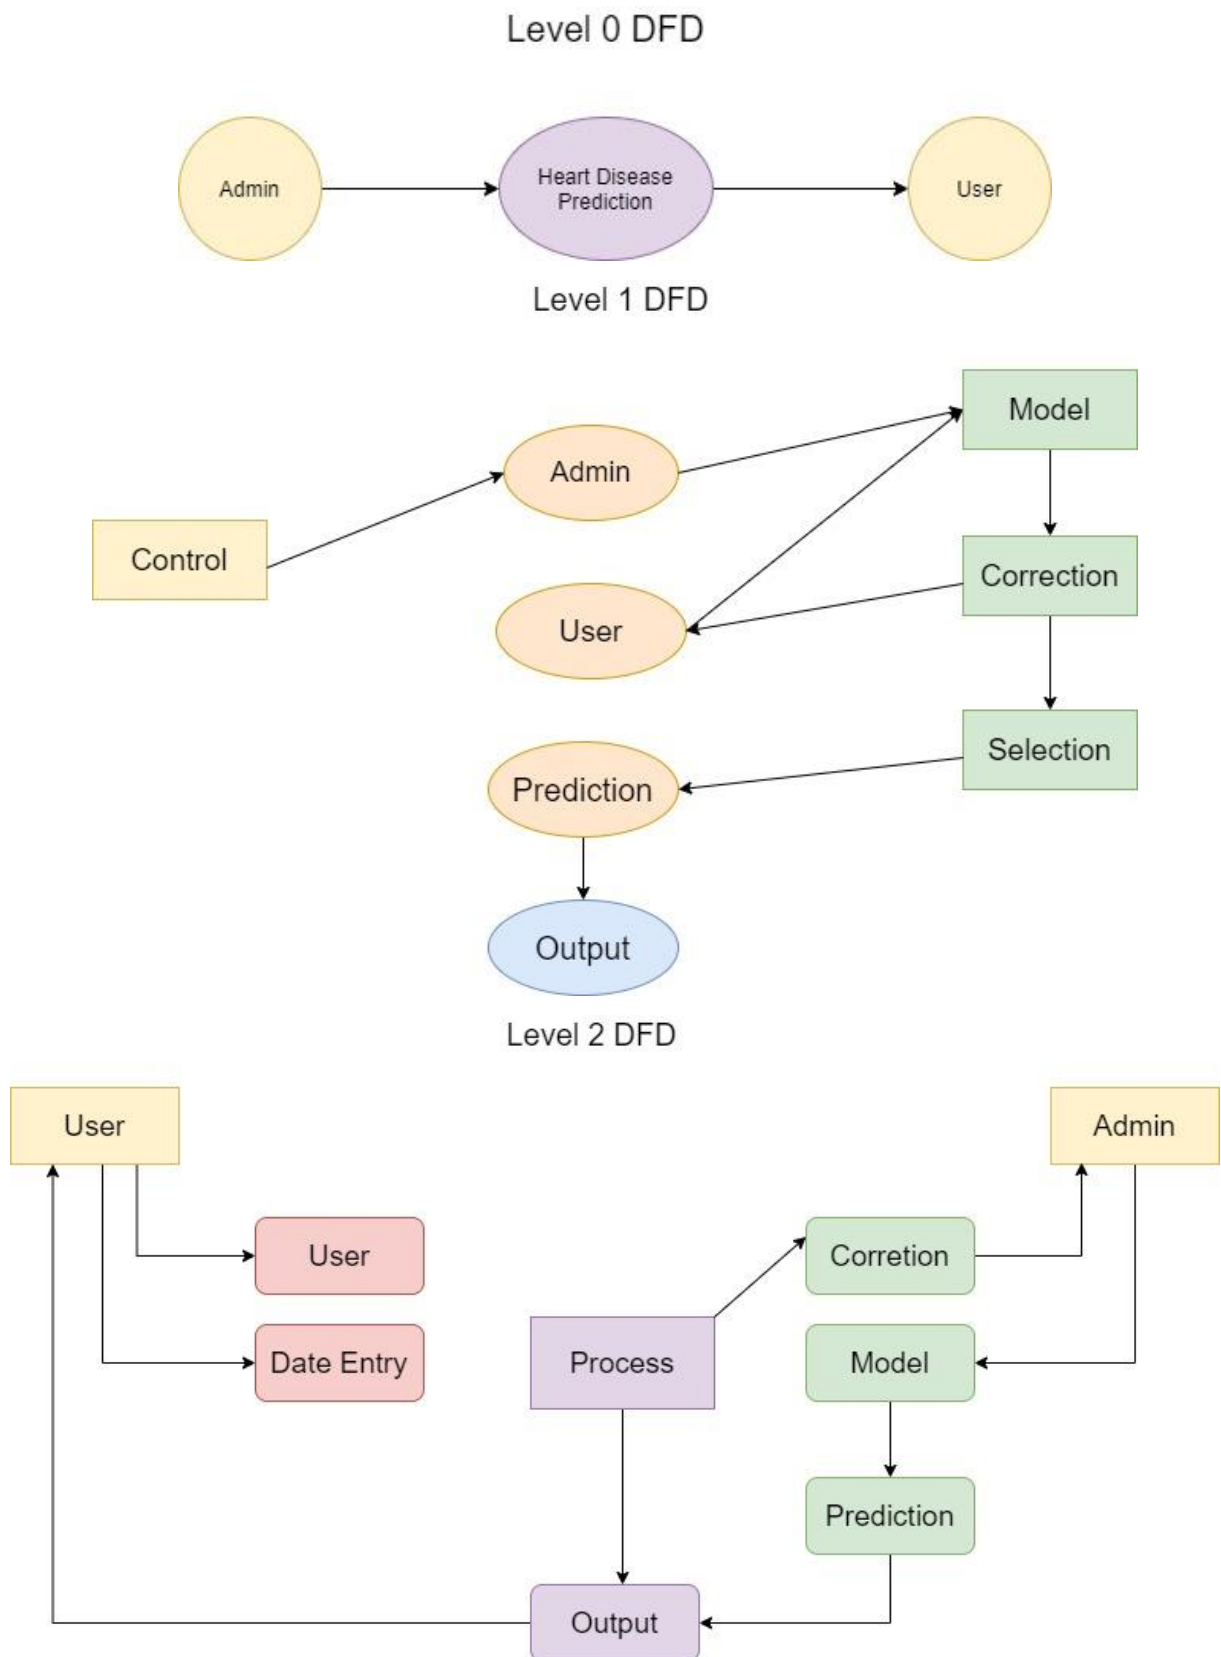 Level 0 DFD
Admin
Heart Disease
Prediction
User
Level 1 DFD
Model
Admin
Control
Correction
User
Selection
Prediction
Output
Level 2 DFD
User
Admin
User
Corretion
Date Entry
Process
Model
Prediction
Output